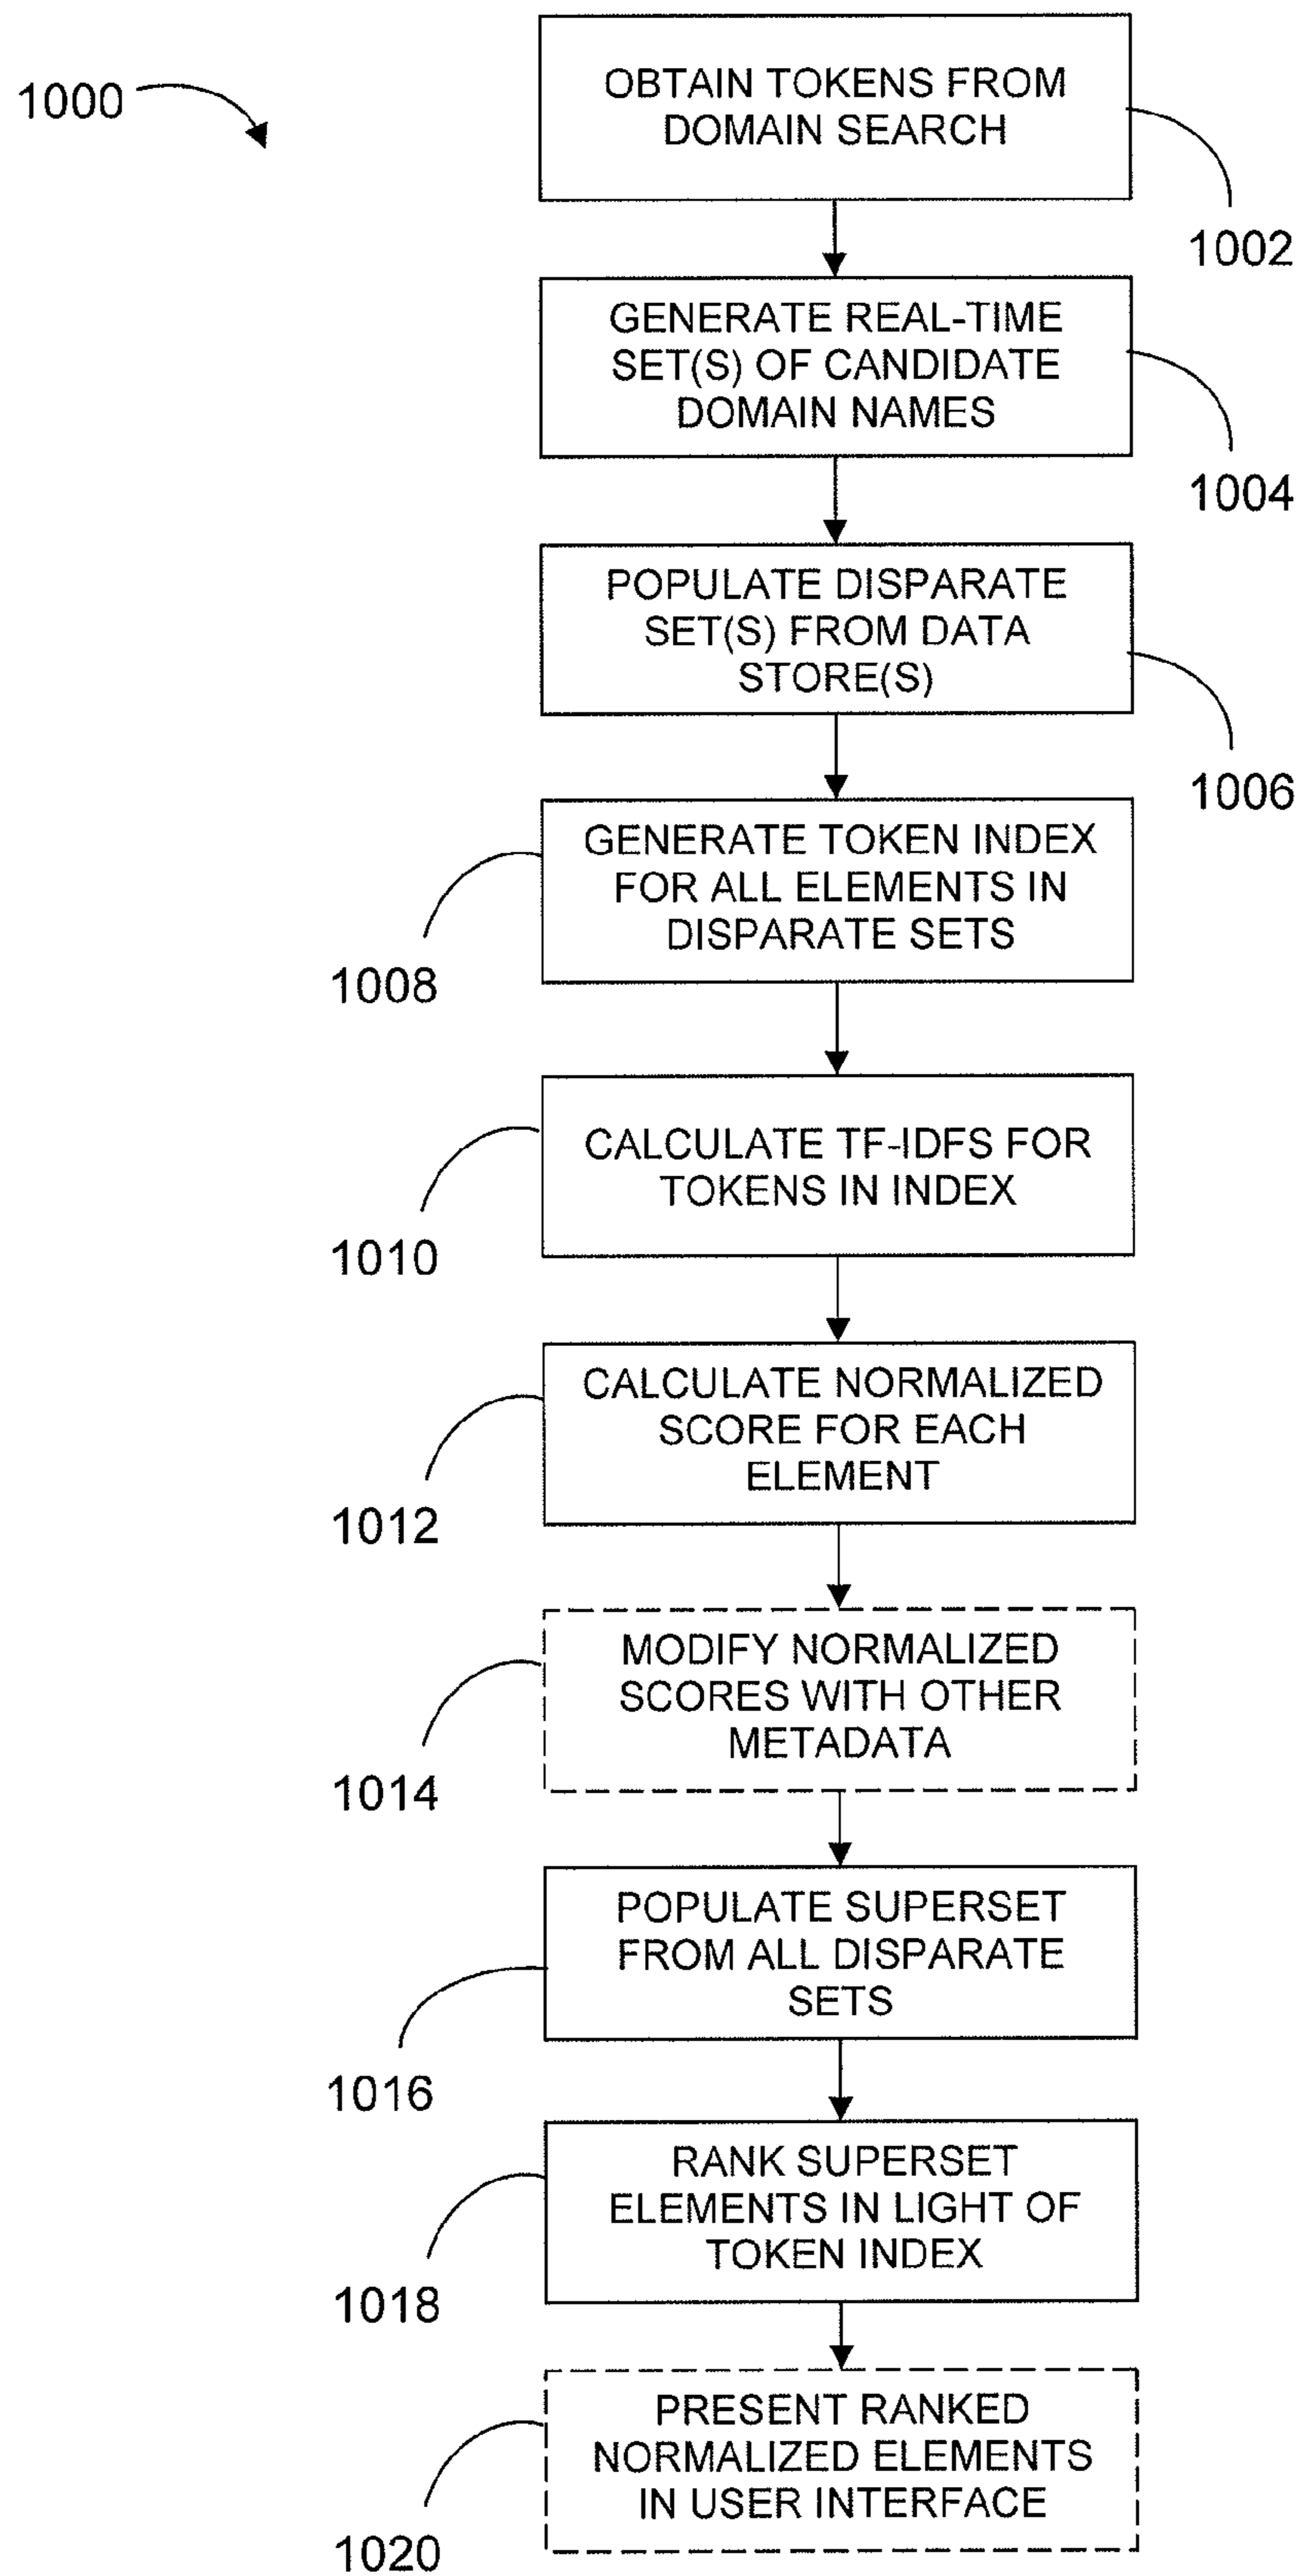 1000
OBTAIN TOKENS FROM
DOMAIN SEARCH
1002
GENERATE REAL-TIME
SET(S) OF CANDIDATE
DOMAIN NAMES
1004
POPULATE DISPARATE
SET(S) FROM DATA
STORE(S)
1006
GENERATE TOKEN INDEX
FOR ALL ELEMENTS IN
DISPARATE SETS
1008
CALCULATE TF-IDFS FOR
TOKENS IN INDEX
1010
CALCULATE NORMALIZED
SCORE FOR EACH
ELEMENT
1012
MODIFY NORMALIZED
SCORES WITH OTHER
METADATA
1014
POPULATE SUPERSET
FROM ALL DISPARATE
SETS
1016
RANK SUPERSET
ELEMENTS IN LIGHT OF
TOKEN INDEX
1018
PRESENT RANKED
NORMALIZED ELEMENTS
IN USER INTERFACE
1020